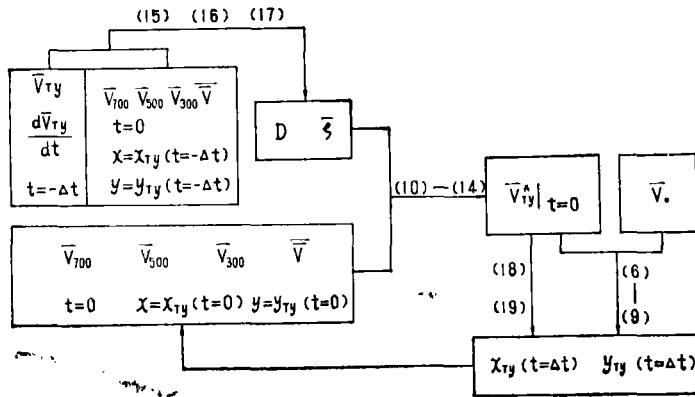 (15) (16) (17)
V̅Ty
dV̅Ty
dt
t=-Δt
V̅700 V̅500 V̅300 V̿
t=0
x=xTy(t=-Δt)
y=yTy(t=-Δt)
D ζ̅
(10)—(14)
V̅*Ty| t=0
V̅.
V̅700 V̅500 V̅300 V̿
t=0 x=xTy(t=0) y=yTy(t=0)
(18)
(19)
(6)
|
(9)
xTy(t=Δt) yTy(t=Δt)